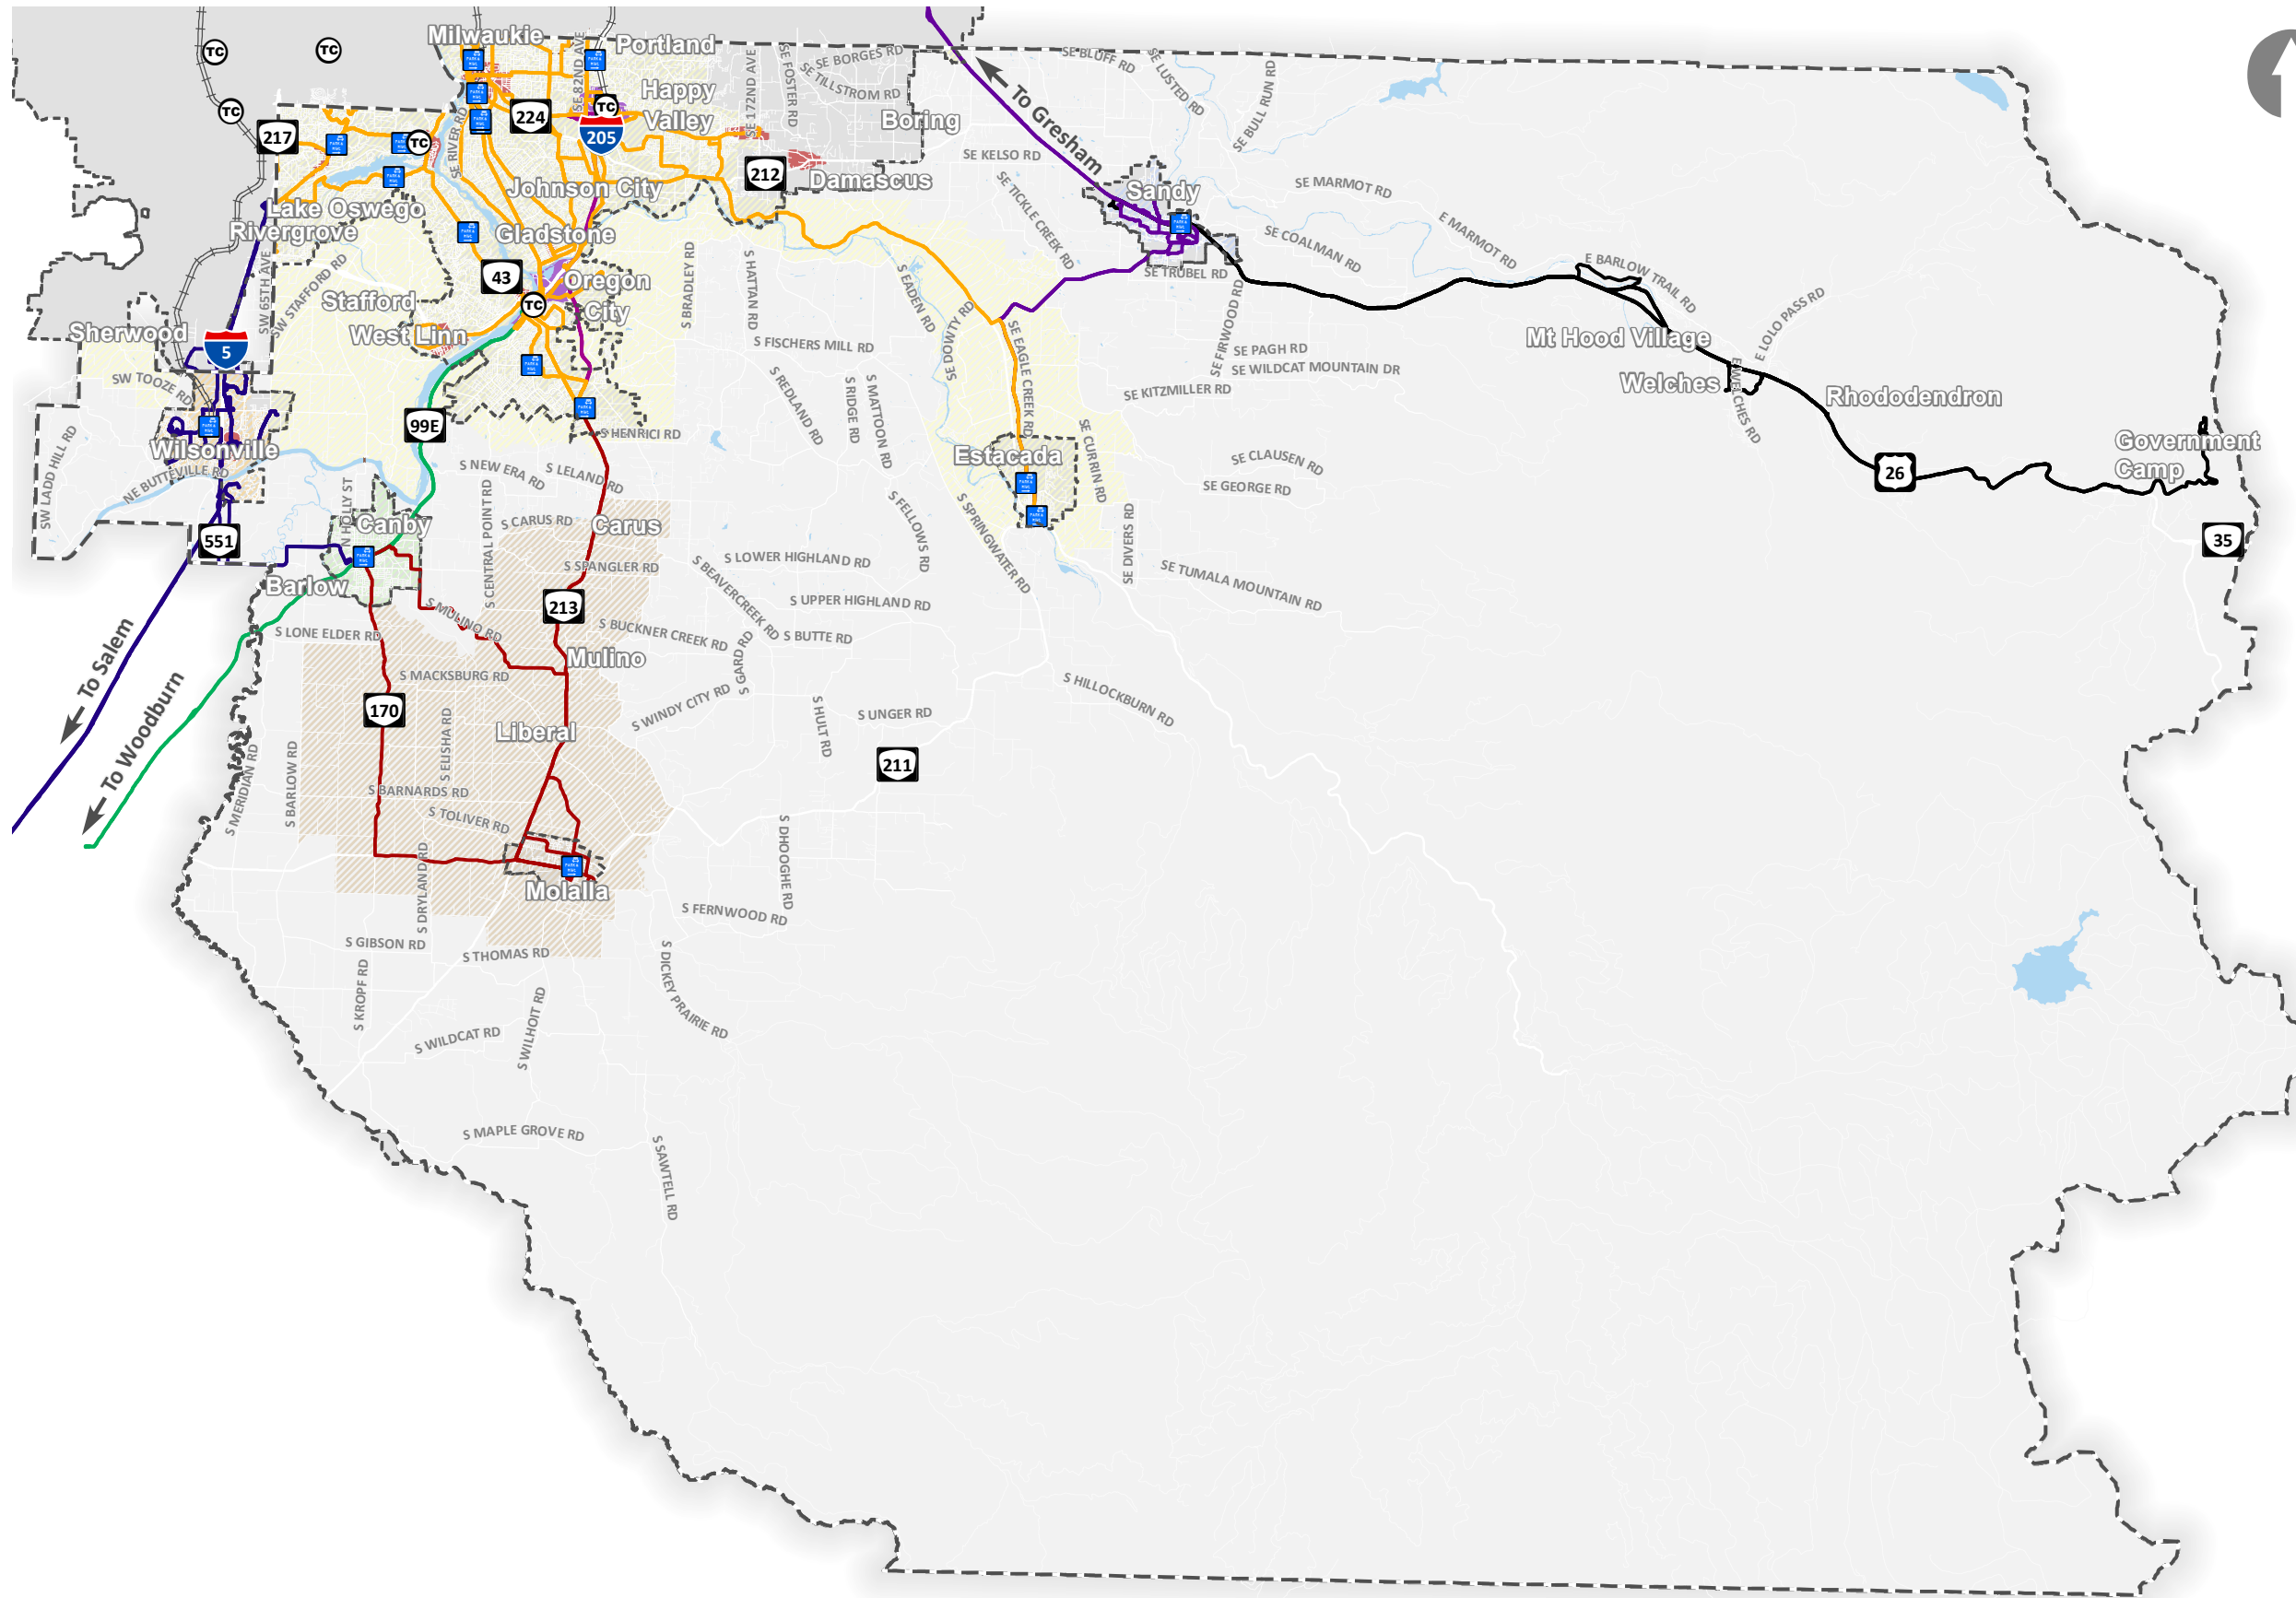 Milwaukie
Portland
SE 82ND AVE
SE 172ND AVE
SE FOSTER RD
SE BORGES RD
SE TILLSTROM RD
SE BLUFF RD
SE LUSTED RD
SE BULL RUN RD
TC
TC
TC
TC
TC
Happy
Valley
Boring
To Gresham
217
224
205
SE RIVER RD
SE KELSO RD
212
Damascus
Johnson City
SE TICKLE CREEK RD
Sandy
SE MARMOT RD
E MARMOT RD
Lake Oswego
Rivergrove
Gladstone
SE COALMAN RD
SE TRUBEL RD
E BARLOW TRAIL RD
SW 65TH AVE
SW STAFFORD RD
43
Oregon
City
TC
S BRADLEY RD
S HATTAN RD
S EADEN RD
SE DOWTY RD
SE EAGLE CREEK RD
SE FIRWOOD RD
E LOLO PASS RD
Stafford
West Linn
Sherwood
5
S FISCHERS MILL RD
SE PAGH RD
SE WILDCAT MOUNTAIN DR
SE KITZMILLER RD
Mt Hood Village
Welches
E WELCHES RD
Rhododendron
SW TOOZE RD
S REDLAND RD
S RIDGE RD
S MATTOON RD
99E
S HENRICI RD
SW LADD HILL RD
Wilsonville
NE BUTTEVILLE RD
S NEW ERA RD
S LELAND RD
Estacada
SE CURRIN RD
SE CLAUSEN RD
SE GEORGE RD
26
Government
Camp
N HOLLY ST
Canby
S CENTRAL POINT RD
S CARUS RD
Carus
S FELLOWS RD
S SPRINGWATER RD
SE DIVERS RD
551
35
Barlow
S SPANGLER RD
S LOWER HIGHLAND RD
S BEAVERCREEK RD
SE TUMALA MOUNTAIN RD
213
S UPPER HIGHLAND RD
S MULINO RD
S LONE ELDER RD
S BUCKNER CREEK RD
S BUTTE RD
To Salem
Mulino
S GARD RD
S MACKSBURG RD
S HILLOCKBURN RD
To Woodburn
170
S WINDY CITY RD
S HULT RD
S UNGER RD
S ELISHA RD
Liberal
211
S MERIDIAN RD
S BARLOW RD
S BARNARDS RD
S TOLIVER RD
S DRYLAND RD
S DHOOGHE RD
Molalla
S FERNWOOD RD
S GIBSON RD
S THOMAS RD
S KROPF RD
S WILHOIT RD
S DICKEY PRAIRIE RD
S WILDCAT RD
S MAPLE GROVE RD
S SAWTELL RD